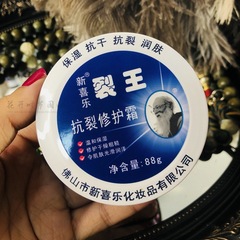 保湿 抗干 抗裂 润肤
新喜乐®
裂王
抗裂修护霜
温和保湿
修护干燥粗糙
令肌肤光滑润泽
净含量:88g
佛山市新喜乐化妆品有限公司